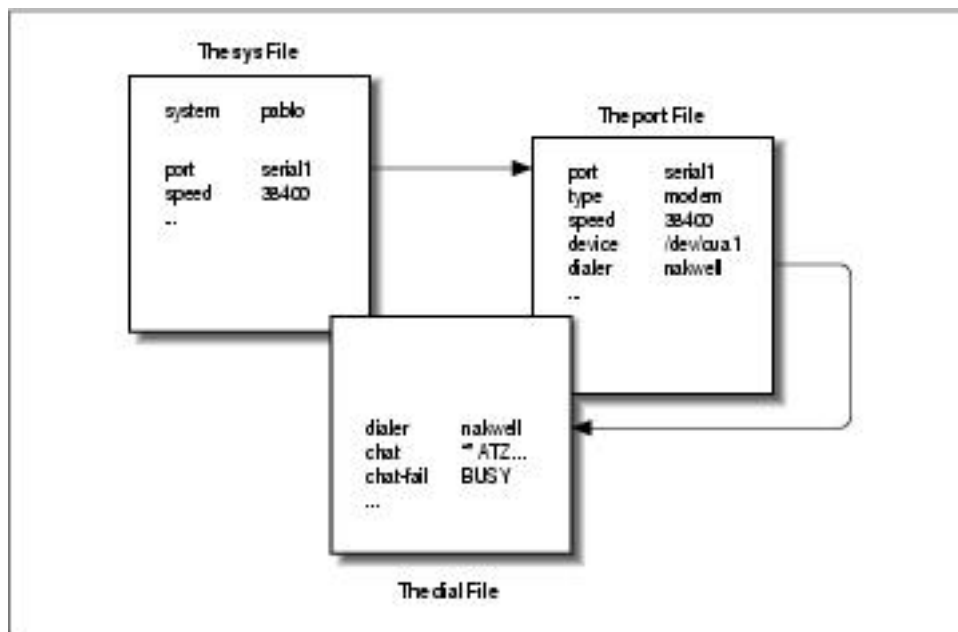 The sys File
system pablo
port serial1
speed 38400
...
The port File
port serial1
type modem
speed 38400
device /dev/cua1
dialer nakwell
...
dialer nakwell
chat "" ATZ...
chat-fail BUSY
...
The dial File